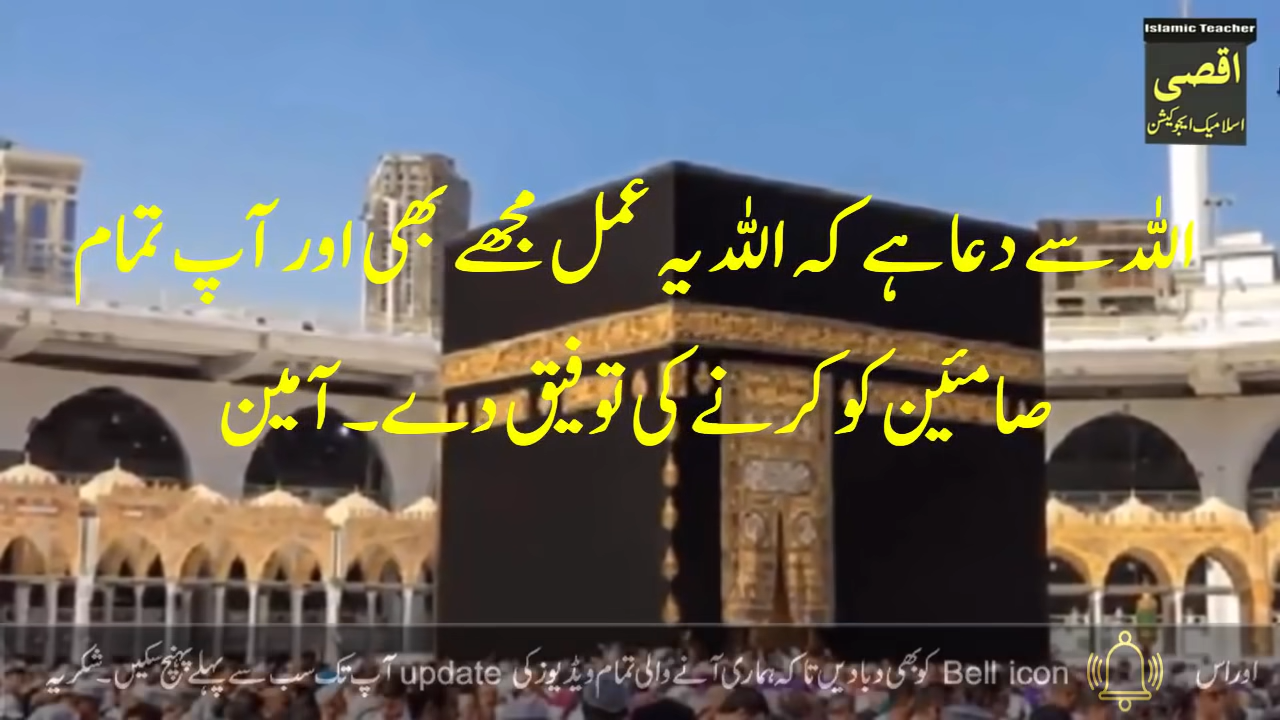 Islamic Teacher
اقصی
اسلامیک ایجوکیشن
اللہ سے دعا ہے کہ اللہ یہ عمل مجھے بھی اور آپ تمام
صامئین کو کرنے کی توفیق دے۔ آمین
اور اس Bell icon کو بھی دبا دیں تاکہ ہماری آنے والی تمام ویڈیوز کی update آپ تک سب سے پہلے پہنچ سکیں۔ شکریہ